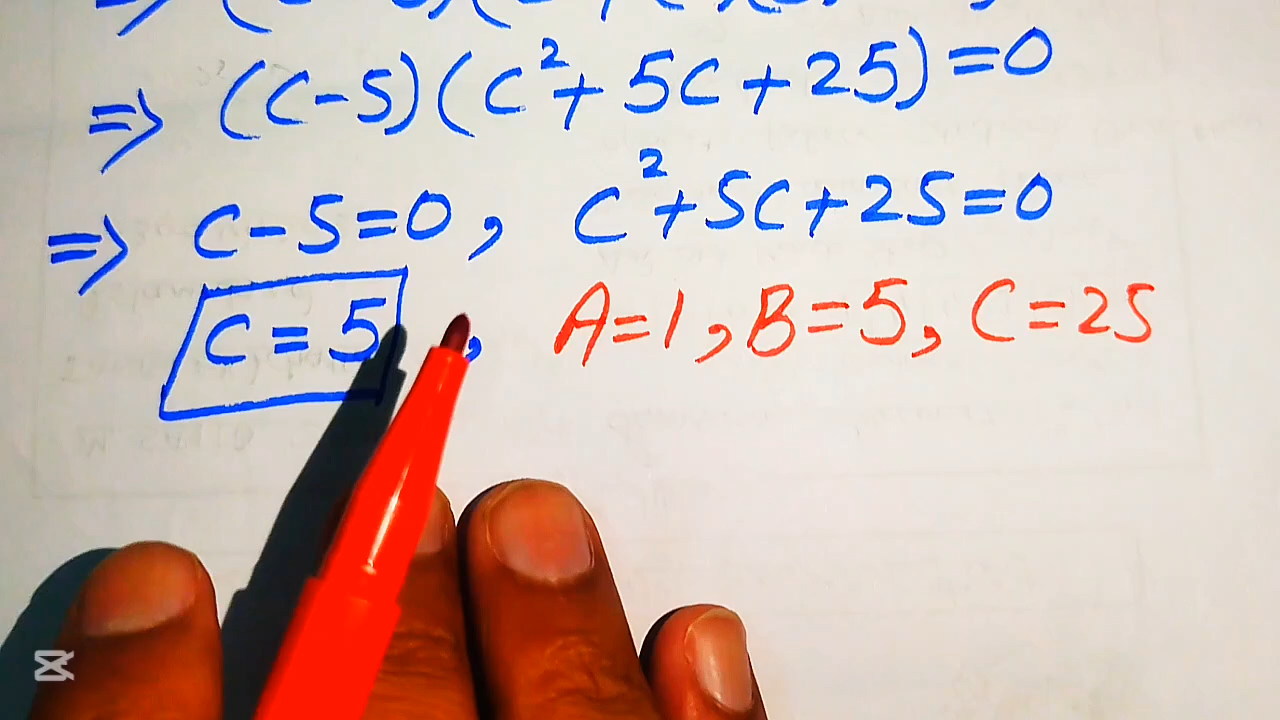 ⇒ (C-5)(C²+5C+25)=0
⇒ C-5=0, C²+5C+25=0
C=5, A=1, B=5, C=25